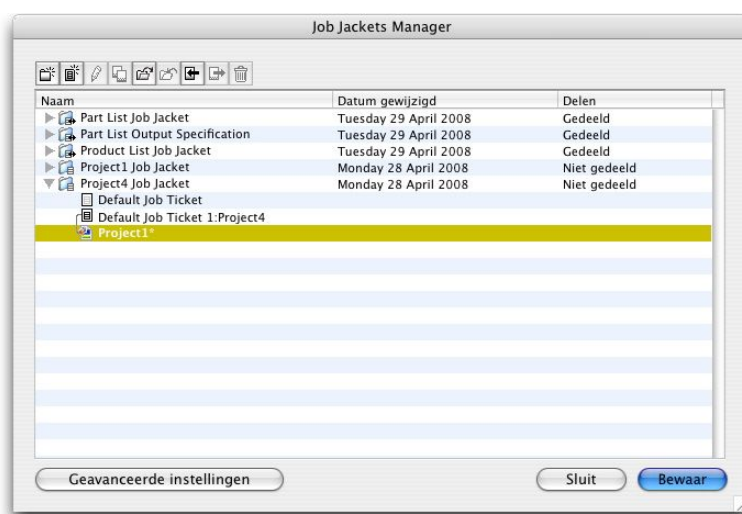 Job Jackets Manager
Naam Datum gewijzigd Delen
Part List Job Jacket Tuesday 29 April 2008 Gedeeld
Part List Output Specification Tuesday 29 April 2008 Gedeeld
Product List Job Jacket Tuesday 29 April 2008 Gedeeld
Project1 Job Jacket Monday 28 April 2008 Niet gedeeld
Project4 Job Jacket Monday 28 April 2008 Niet gedeeld
Default Job Ticket
Default Job Ticket 1:Project4
Project1*
Geavanceerde instellingen Sluit Bewaar